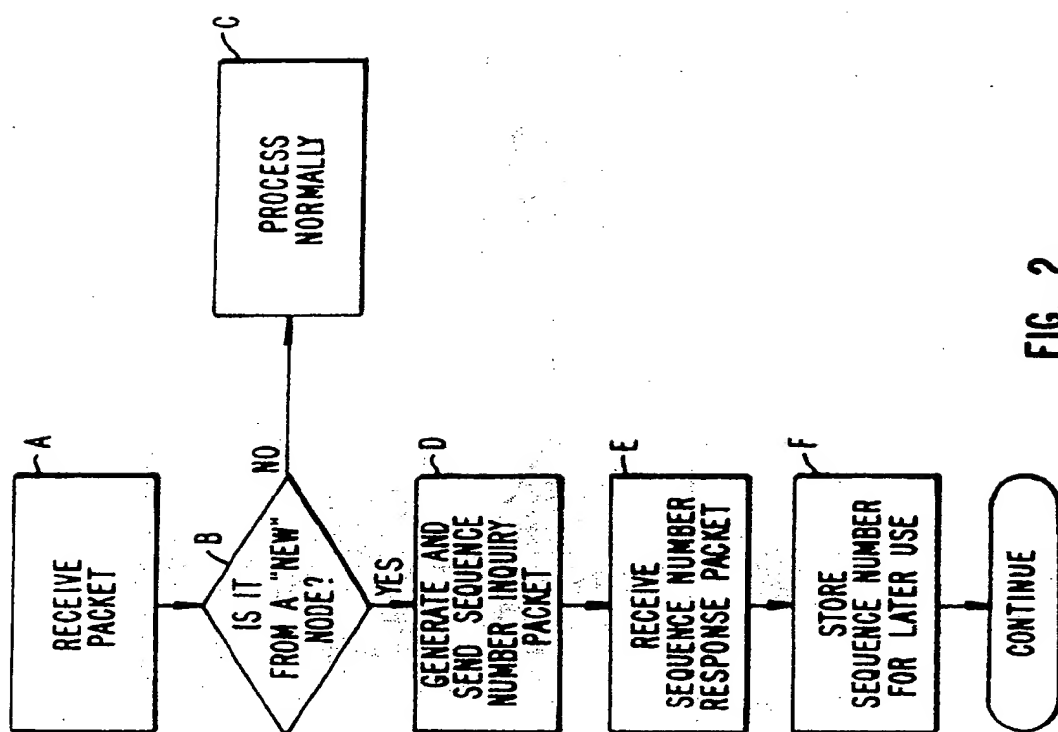 A
RECEIVE
PACKET
B
IS IT
FROM A "NEW"
NODE?
NO
C
PROCESS
NORMALLY
YES
D
GENERATE AND
SEND SEQUENCE
NUMBER INQUIRY
PACKET
E
RECEIVE
SEQUENCE NUMBER
RESPONSE PACKET
F
STORE
SEQUENCE NUMBER
FOR LATER USE
CONTINUE
FIG 2